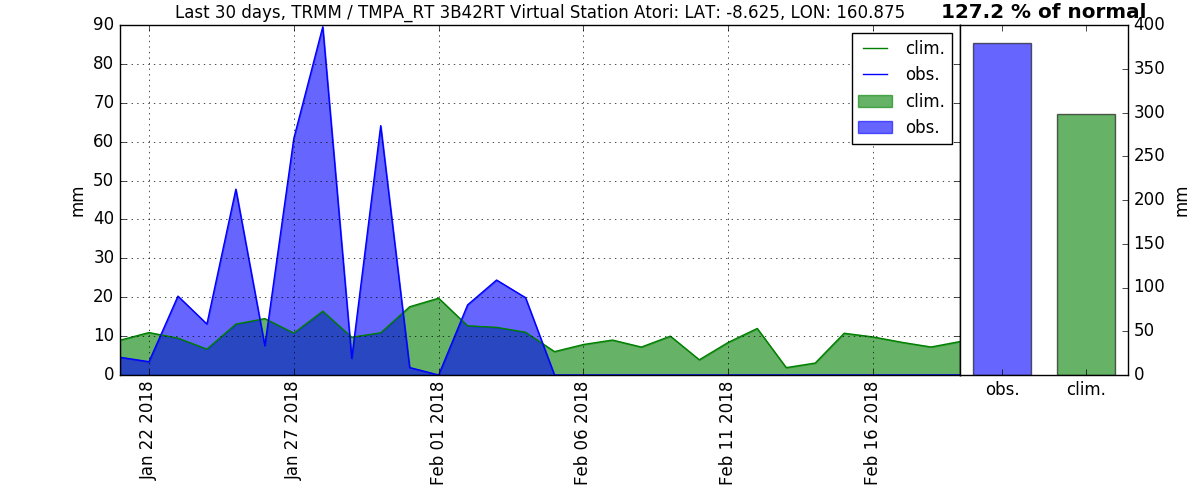 Last 30 days, TRMM / TMPA_RT 3B42RT Virtual Station Atori: LAT: -8.625, LON: 160.875
127.2 % of normal
90
80
70
60
50
40
30
20
10
0
mm
clim.
obs.
clim.
obs.
Jan 22 2018
Jan 27 2018
Feb 01 2018
Feb 06 2018
Feb 11 2018
Feb 16 2018
400
350
300
250
200
150
100
50
0
mm
obs.
clim.